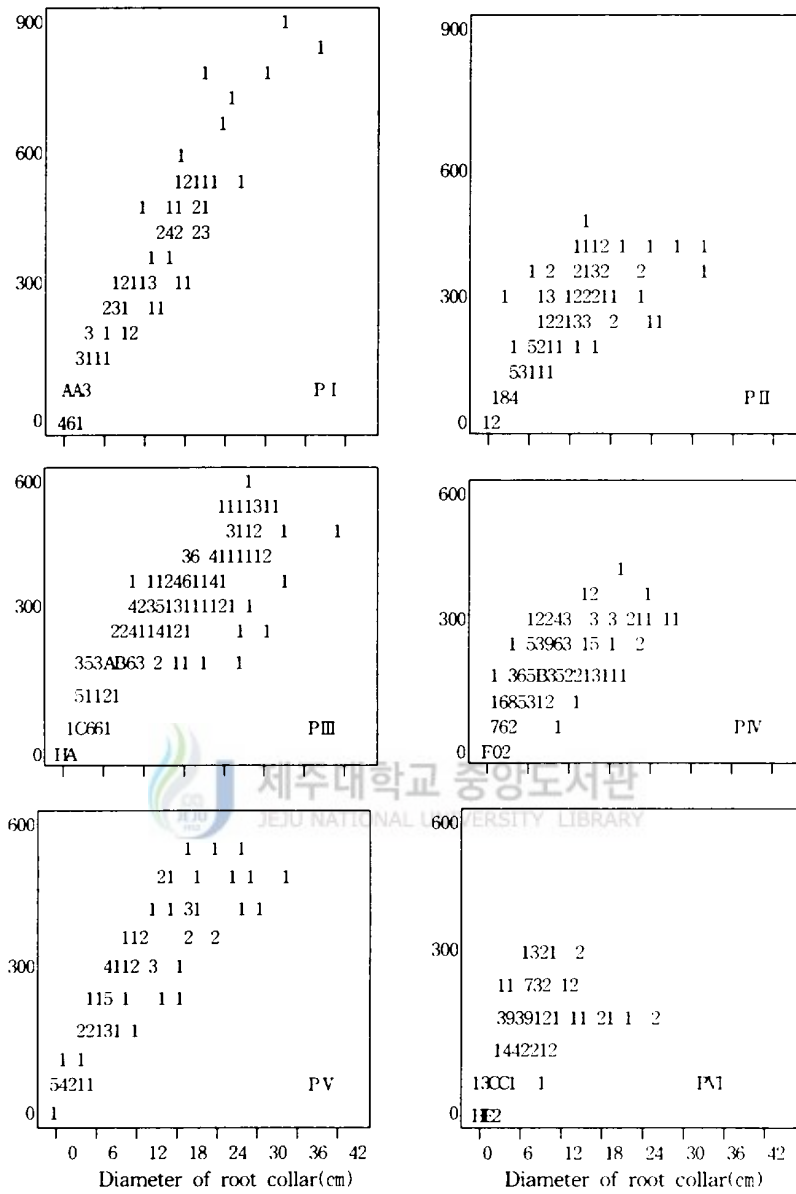 900
1
1
1 1
1
1
600
1
12111 1
1 11 21
242 23
1 1
300
12113 11
231 11
3 1 12
3111
AA3 P I
0
461
900
600
1
1112 1 1 1 1
1 2 2132 2 1
300
1 13 122211 1
122133 2 11
1 5211 1 1
53111
184 P II
0
12
600
1
1111311
3112 1 1
36 4111112
1 112461141 1
300
423513111121 1
224114121 1 1
353AB63 2 11 1 1
51121
1C661 PIII
0
HA
600
1
12 1
300
12243 3 3 211 11
1 53963 15 1 2
1 365B352213111
1685312 1
762 1 PIV
0
F02
제주대학교 중앙도서관
JEJU NATIONAL UNIVERSITY LIBRARY
JEJU
1952
600
1 1 1
21 1 1 1 1
1 1 31 1 1
112 2 2
300
4112 3 1
115 1 1 1
22131 1
1 1
54211 PV
0
1
0 6 12 18 24 30 36 42
Diameter of root collar(cm)
600
300
1321 2
11 732 12
3939121 11 21 1 2
1442212
13CC1 1 PVI
0
0 6 12 18 24 30 36 42
Diameter of root collar(cm)